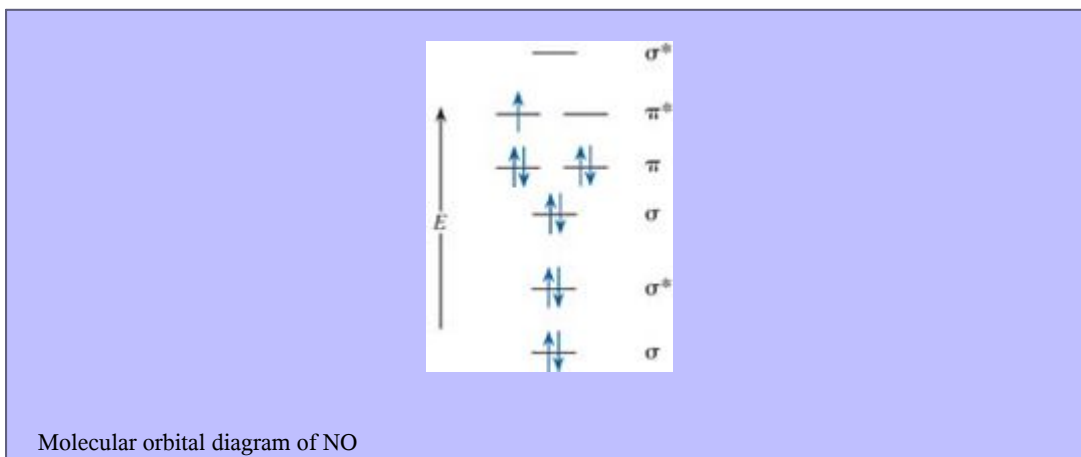 σ*
π*
π
σ
E
σ*
σ
Molecular orbital diagram of NO